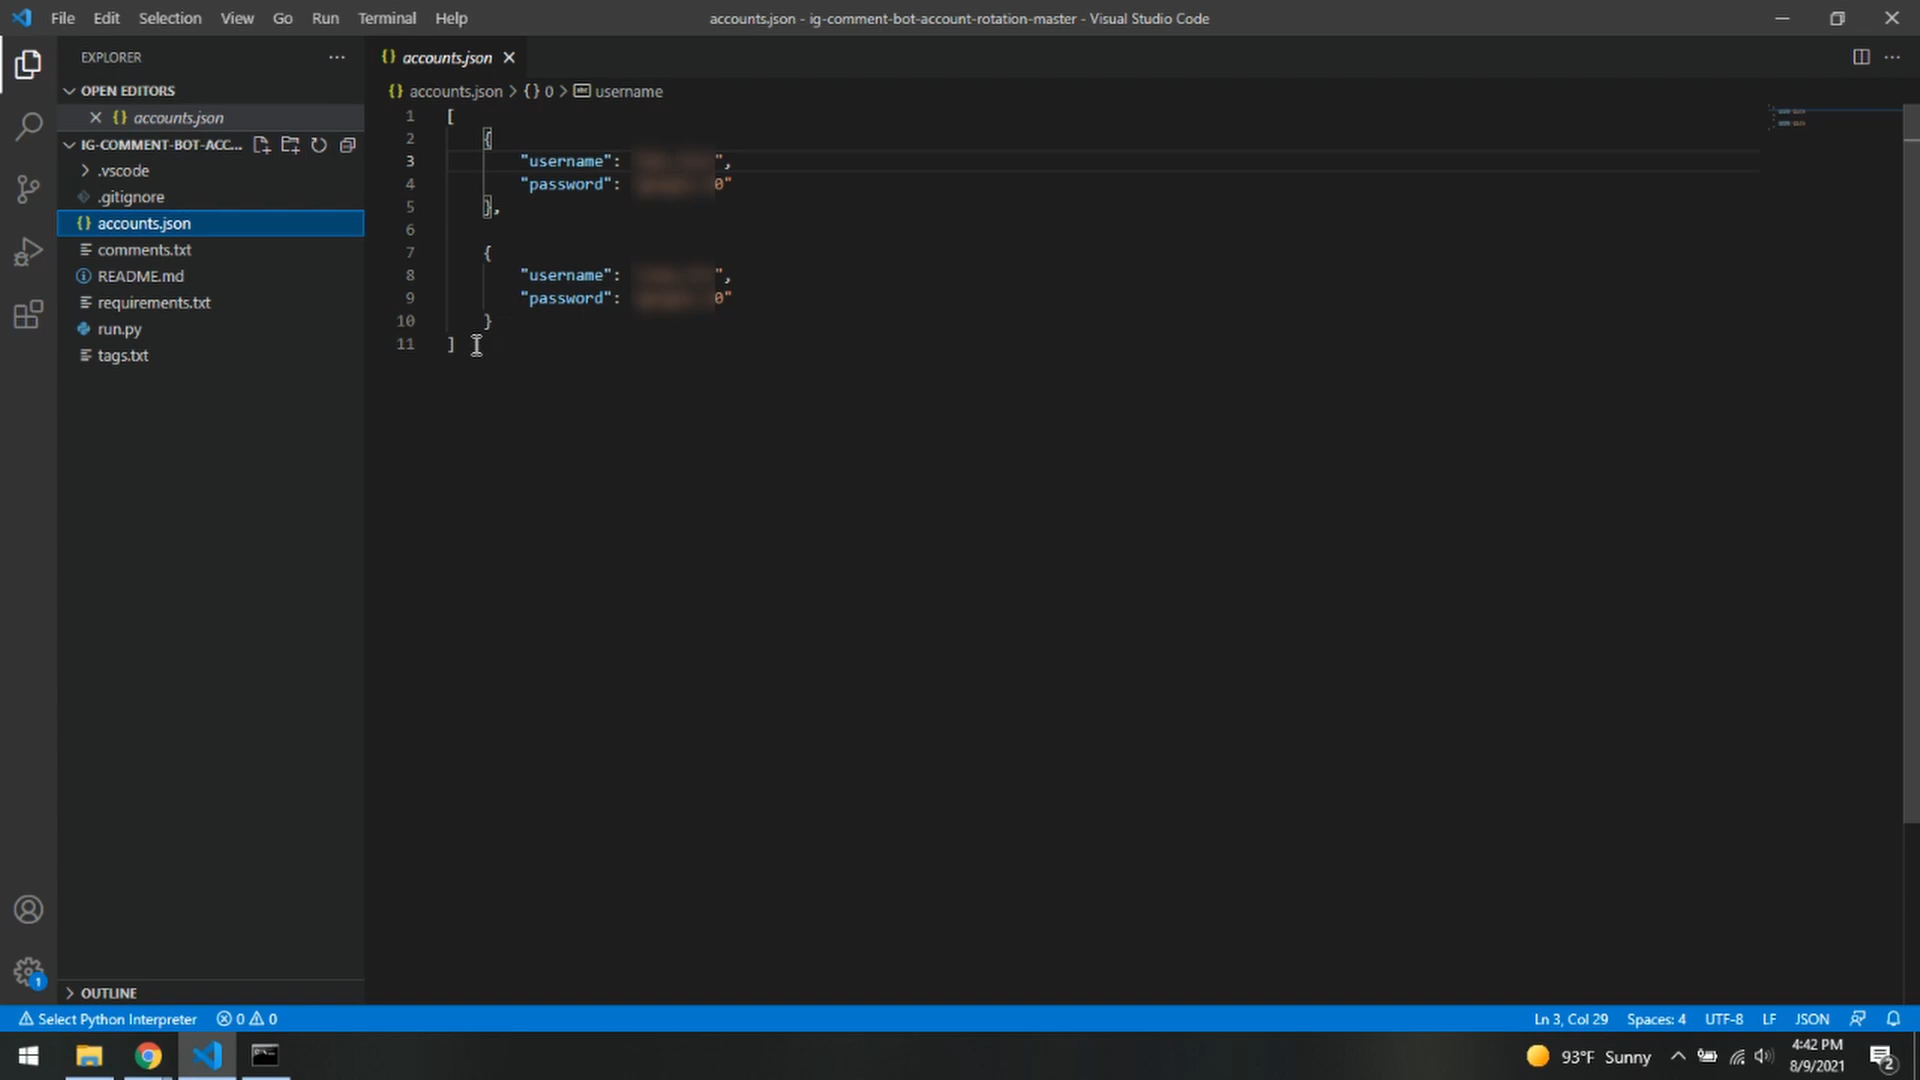 File Edit Selection View Go Run Terminal Help
accounts.json - ig-comment-bot-account-rotation-master - Visual Studio Code
EXPLORER
OPEN EDITORS
accounts.json
IG-COMMENT-BOT-ACC...
.vscode
.gitignore
accounts.json
comments.txt
README.md
requirements.txt
run.py
tags.txt
OUTLINE
accounts.json
accounts.json > {} 0 > username
1 [
2 {
3 "username": ",
4 "password": 0"
5 },
6
7 {
8 "username": ",
9 "password": 0"
10 }
11 ]
1
Select Python Interpreter 0 0
Ln 3, Col 29 Spaces: 4 UTF-8 LF JSON
93°F Sunny
4:42 PM
8/9/2021
2